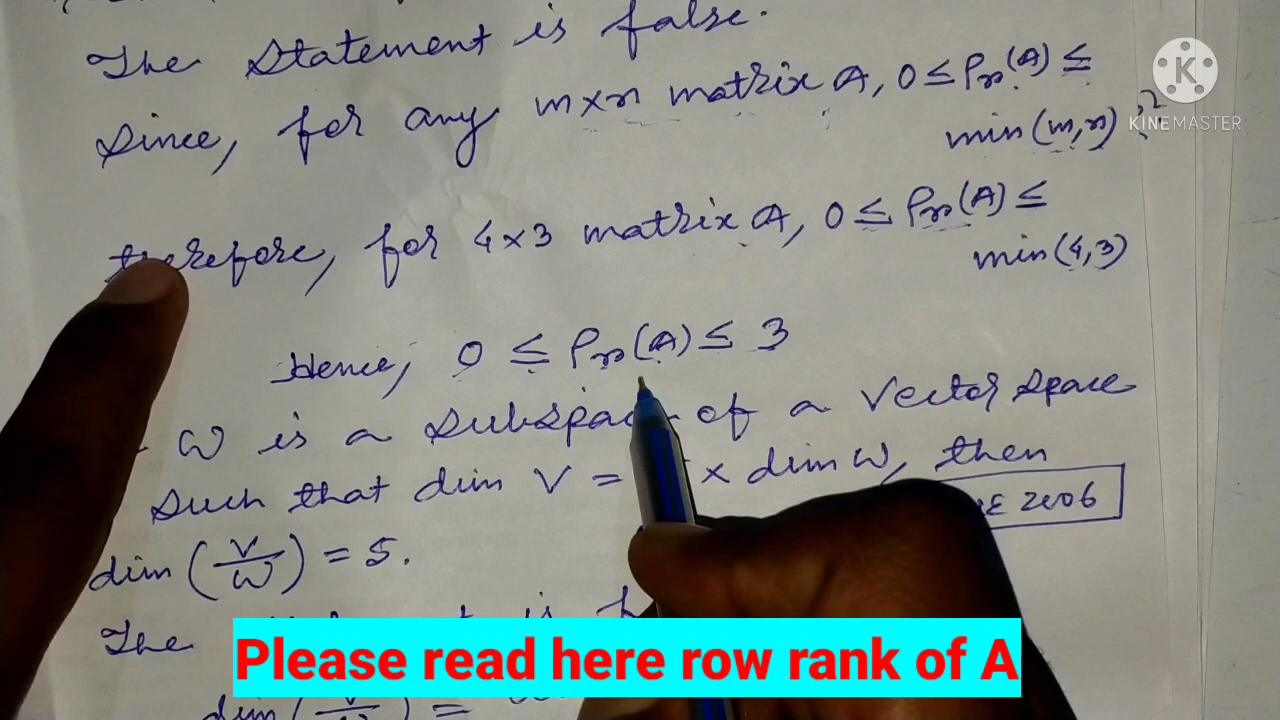 The Statement is false.
Since, for any m×n matrix A, 0 ≤ ρr(A) ≤
min(m,n)
KINEMASTER
therefore, for 4×3 matrix A, 0 ≤ ρr(A) ≤
min(4,3)
Hence, 0 ≤ ρr(A) ≤ 3
W is a of a vector space
such that dim V = × dim W, then
2006
dim (V/W) = 5.
The is
Please read here row rank of A
dim ( ) =